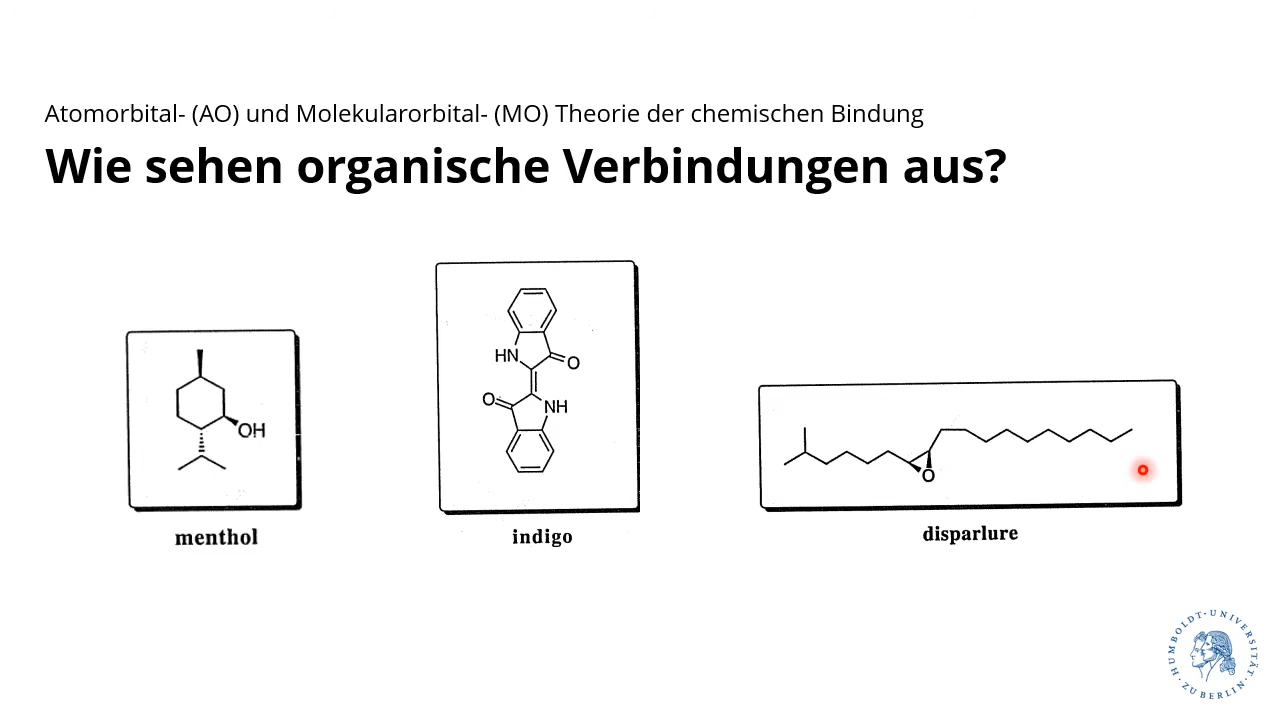 Atomorbital- (AO) und Molekularorbital- (MO) Theorie der chemischen Bindung
Wie sehen organische Verbindungen aus?
OH
menthol
HN
O
O
NH
indigo
O
disparlure
HUMBOLDT-UNIVERSITÄT
ZU BERLIN